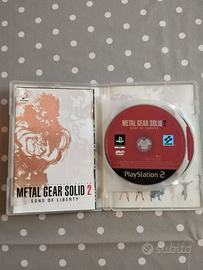 METAL GEAR SOLID 2
SONS OF LIBERTY
METAL GEAR SOLID 2
SONS OF LIBERTY
PlayStation 2
subito